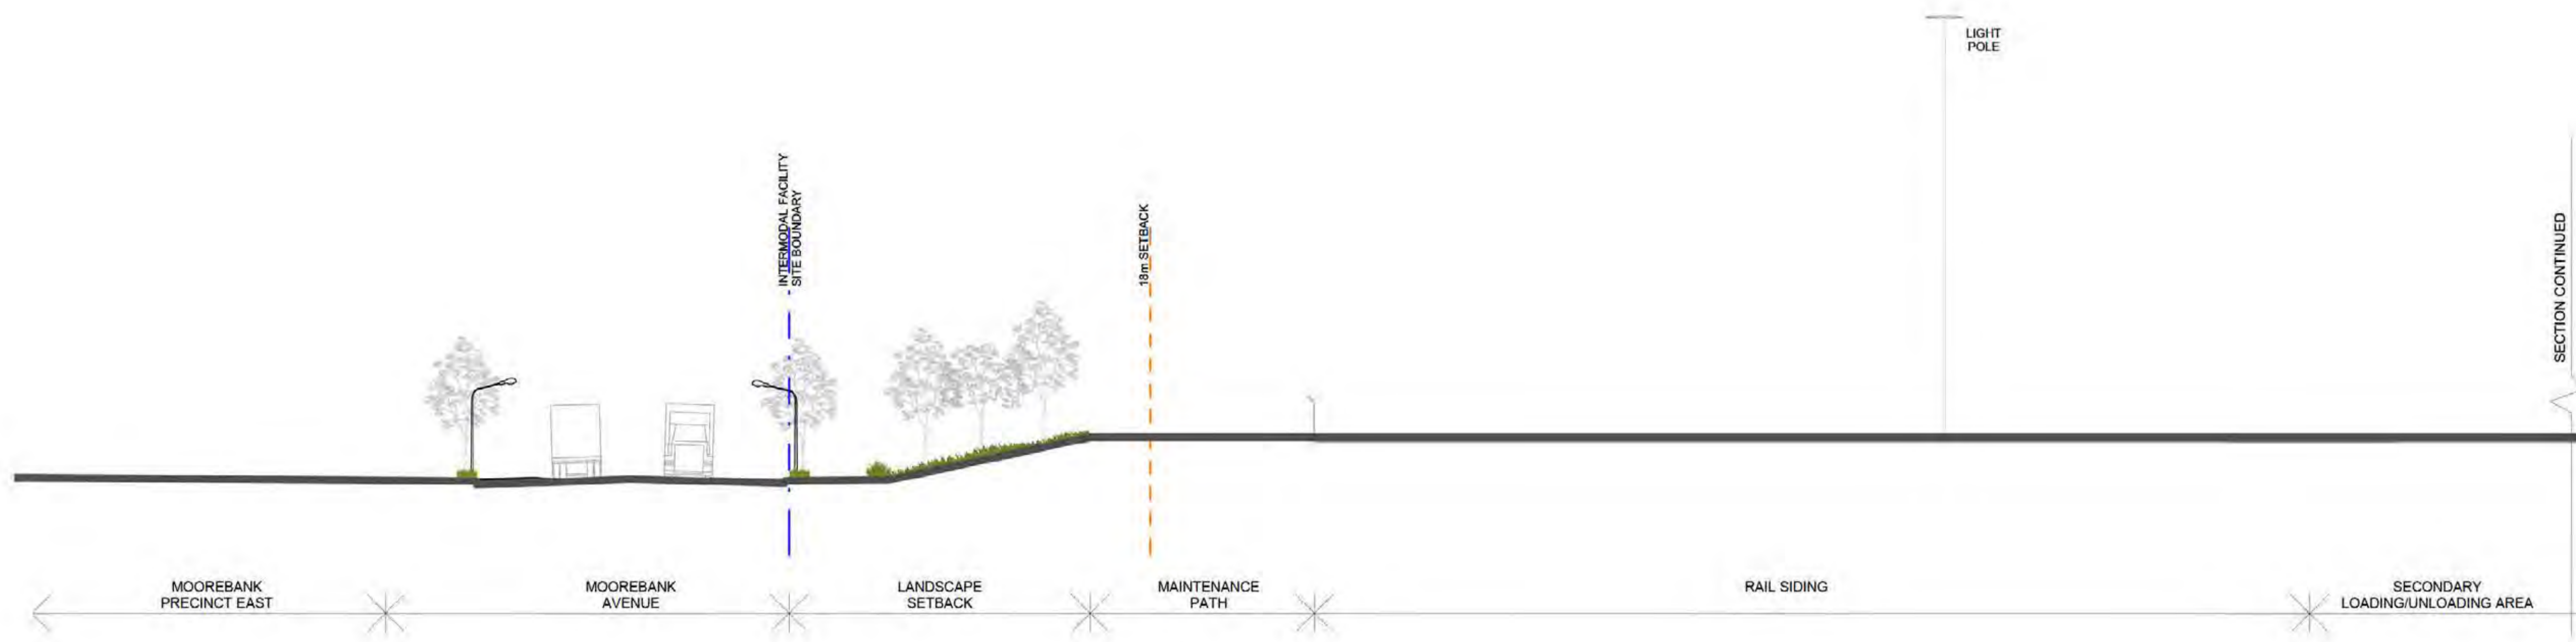 LIGHT
POLE
INTERMODAL FACILITY
SITE BOUNDARY
18m SETBACK
SECTION CONTINUED
MOOREBANK
PRECINCT EAST
MOOREBANK
AVENUE
LANDSCAPE
SETBACK
MAINTENANCE
PATH
RAIL SIDING
SECONDARY
LOADING/UNLOADING AREA